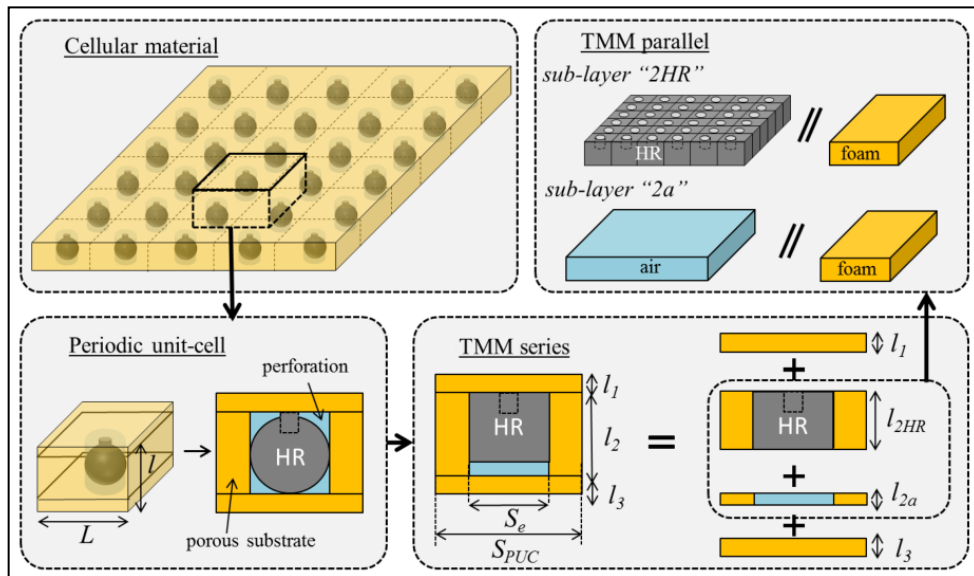 Cellular material
TMM parallel
sub-layer “2HR”
HR
//
foam
sub-layer “2a”
air
//
foam
Periodic unit-cell
perforation
HR
l
L
porous substrate
TMM series
HR
l1
l2
l3
Se
SPUC
=
l1
+
HR
l2HR
+
l2a
+
l3